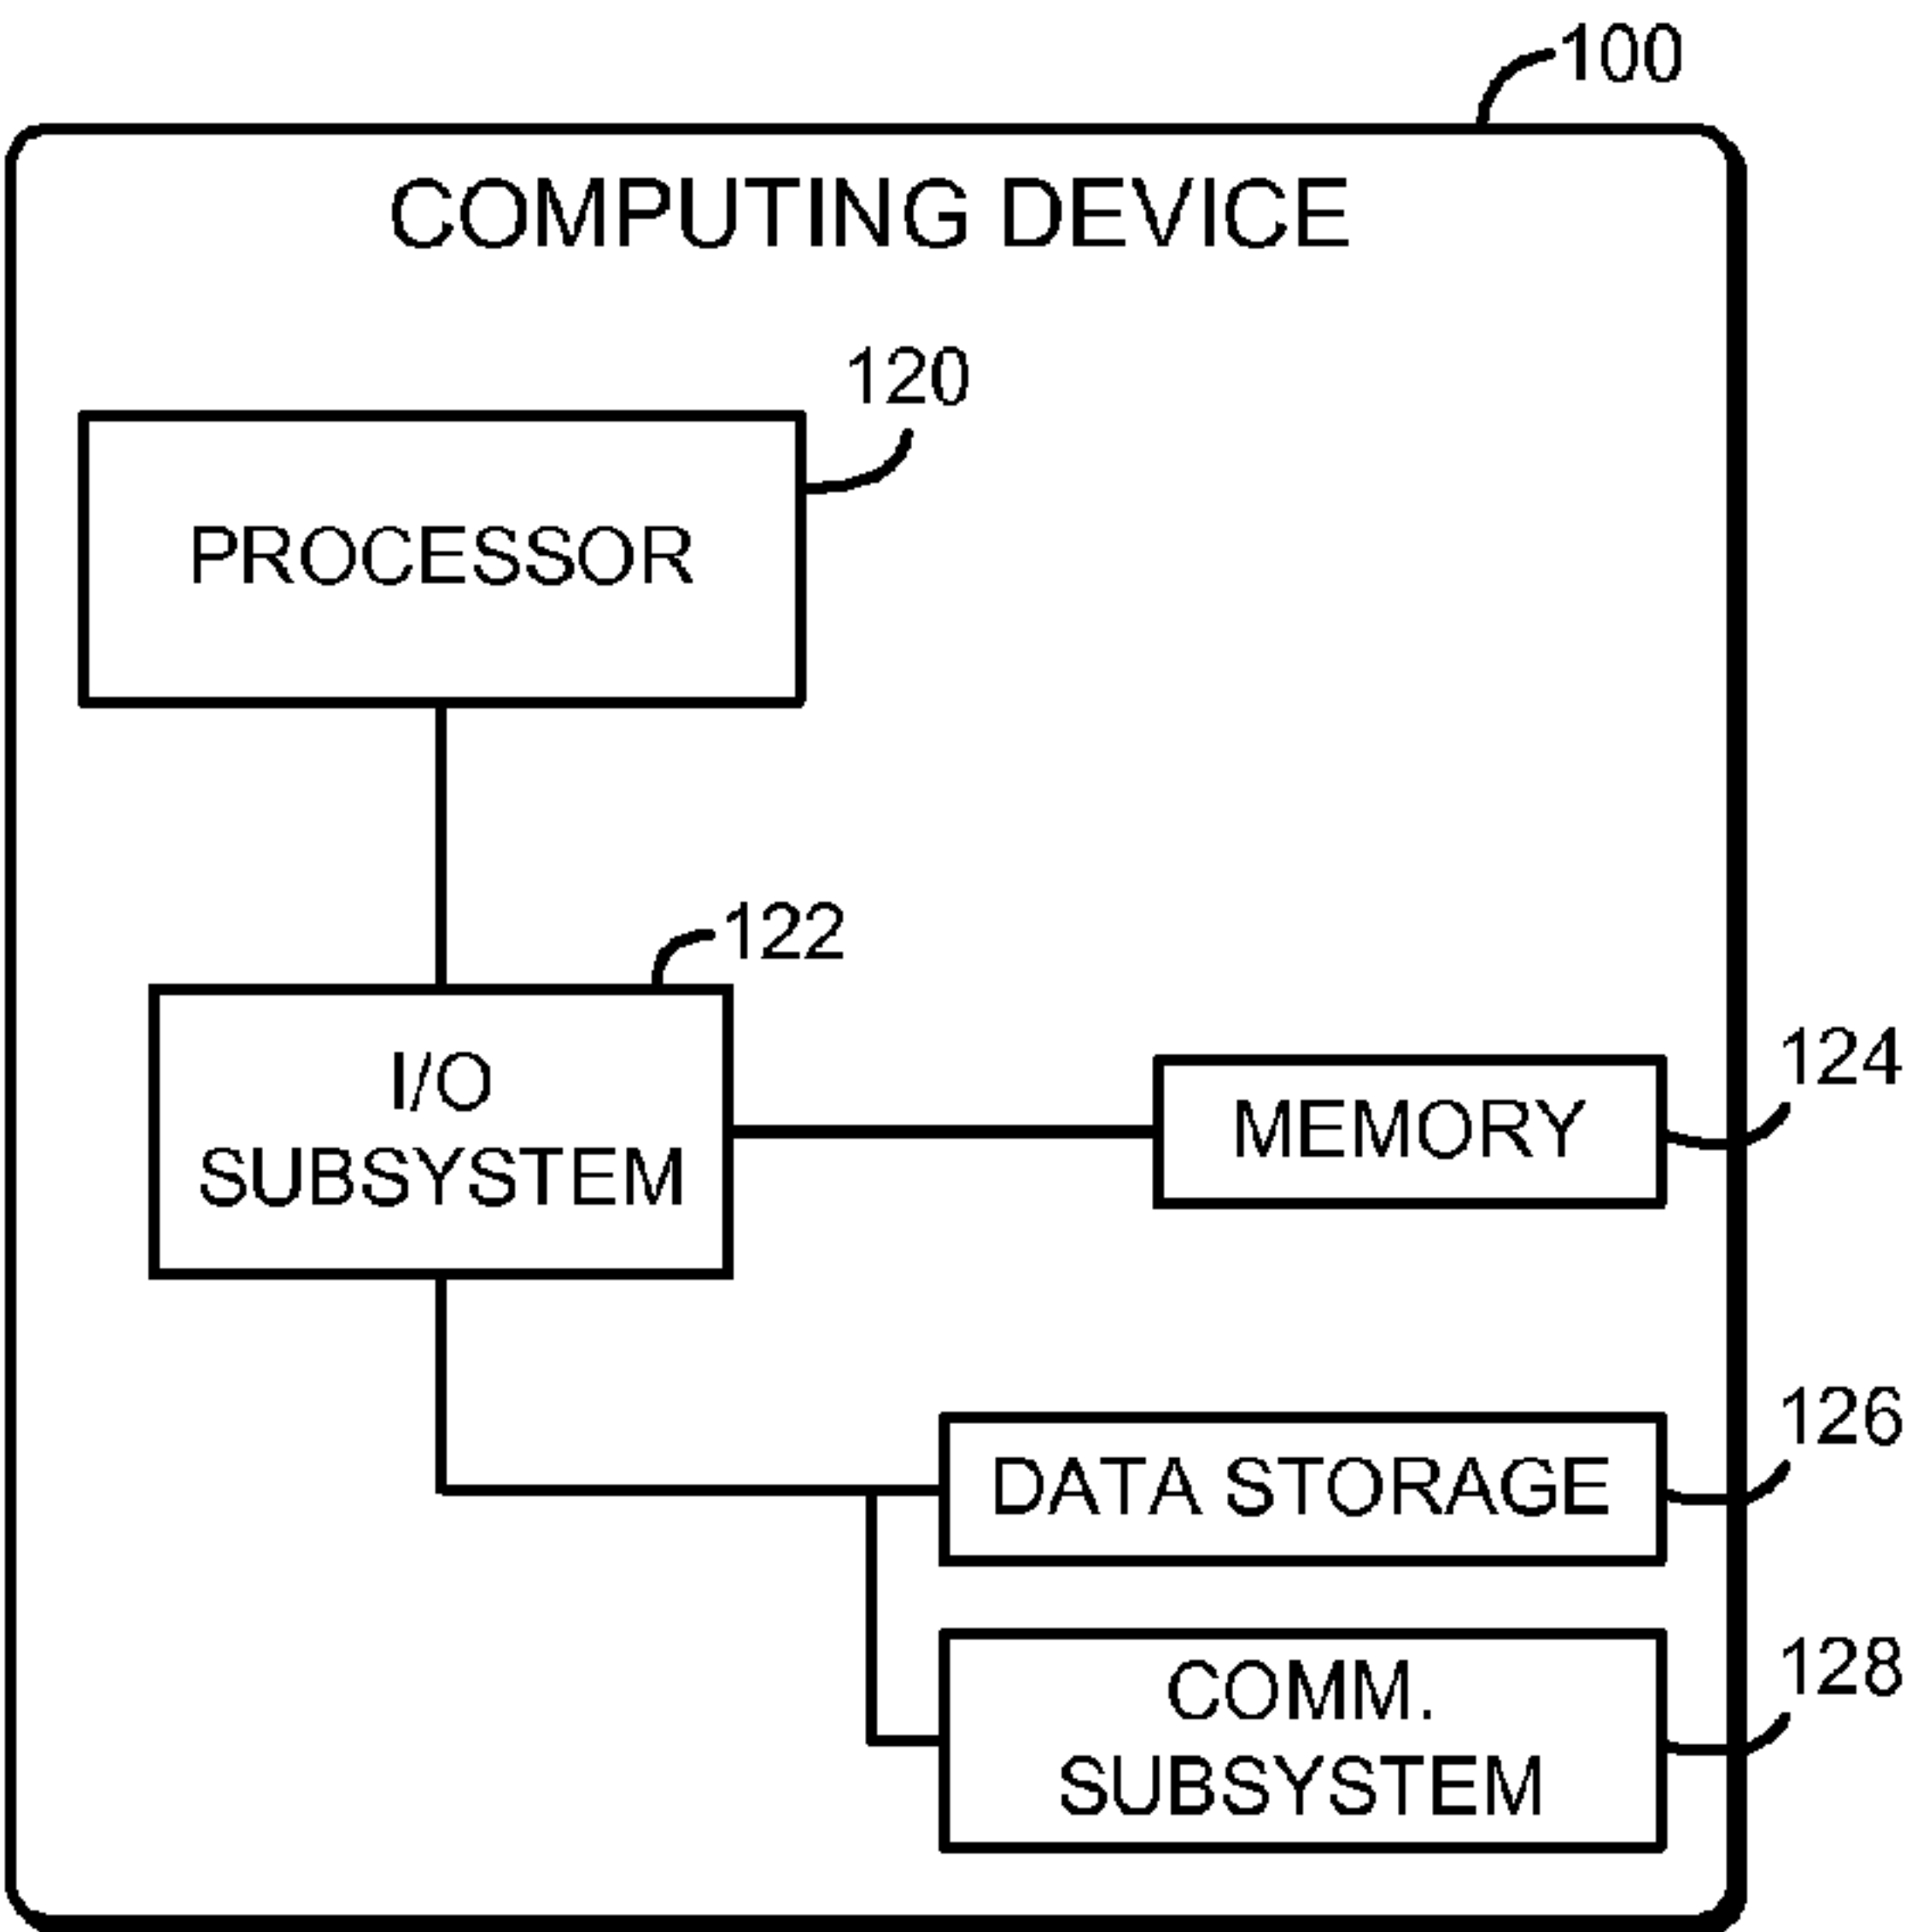 100
COMPUTING DEVICE
120
PROCESSOR
122
I/O
SUBSYSTEM
124
MEMORY
126
DATA STORAGE
128
COMM.
SUBSYSTEM